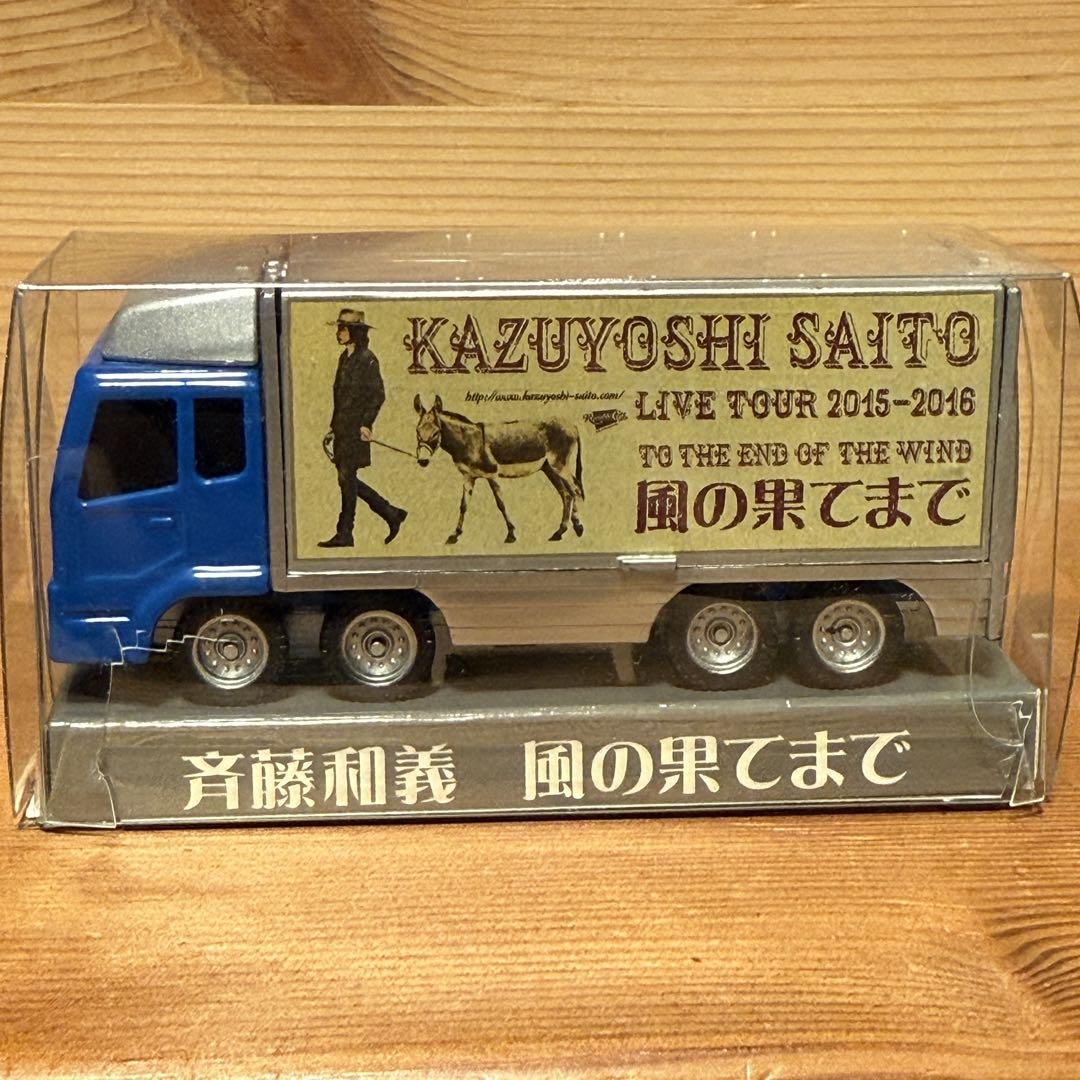 KAZUYOSHI SAITO
http://www.kazuyoshi-saito.com/
LIVE TOUR 2015-2016
TO THE END OF THE WIND
風の果てまで
斉藤和義 風の果てまで